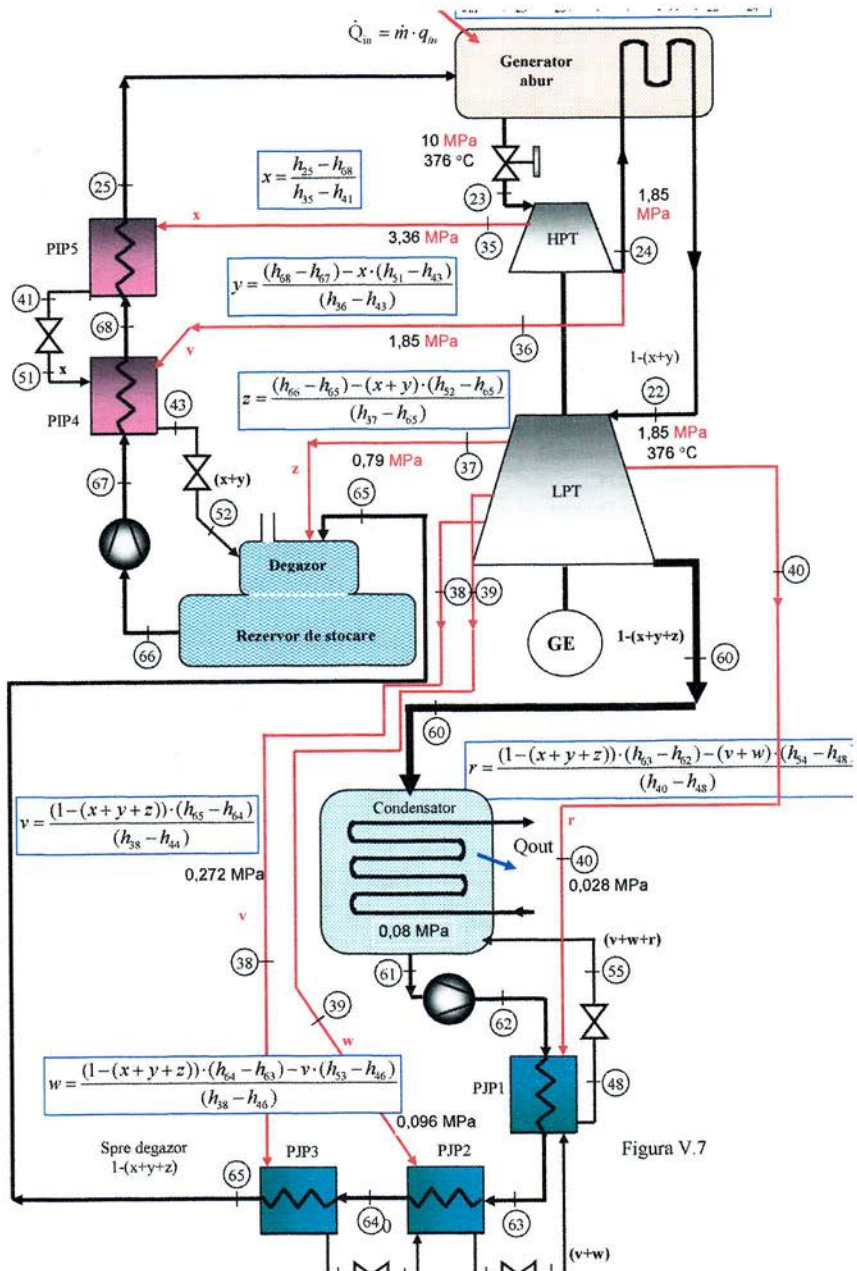 Q̇in = ṁ · qin
Generator
abur
10 MPa
376 °C
x = (h25 − h68) / (h35 − h41)
25
23
1,85
MPa
x
35
PIP5
3,36 MPa
HPT
24
41
y = ((h68 − h67) − x · (h51 − h43)) / (h36 − h43)
68
v
1,85 MPa
36
1-(x+y)
51
x
22
PIP4
43
z = ((h66 − h65) − (x + y) · (h52 − h65)) / (h37 − h65)
1,85 MPa
376 °C
37
z
0,79 MPa
67
(x+y)
65
LPT
52
Degazor
38
39
40
Rezervor de stocare
GE
1-(x+y+z)
60
66
60
r = ((1 − (x + y + z)) · (h63 − h62) − (v + w) · (h54 − h48)) / (h40 − h48)
v = ((1 − (x + y + z)) · (h65 − h64)) / (h38 − h44)
Condensator
r
Qout
40
0,272 MPa
0,028 MPa
v
0,08 MPa
(v+w+r)
38
61
55
39
62
w
w = ((1 − (x + y + z)) · (h64 − h63) − v · (h53 − h46)) / (h38 − h46)
PJP1
48
0,096 MPa
Spre degazor
1-(x+y+z)
PJP3
PJP2
Figura V.7
65
64
0
63
(v+w)